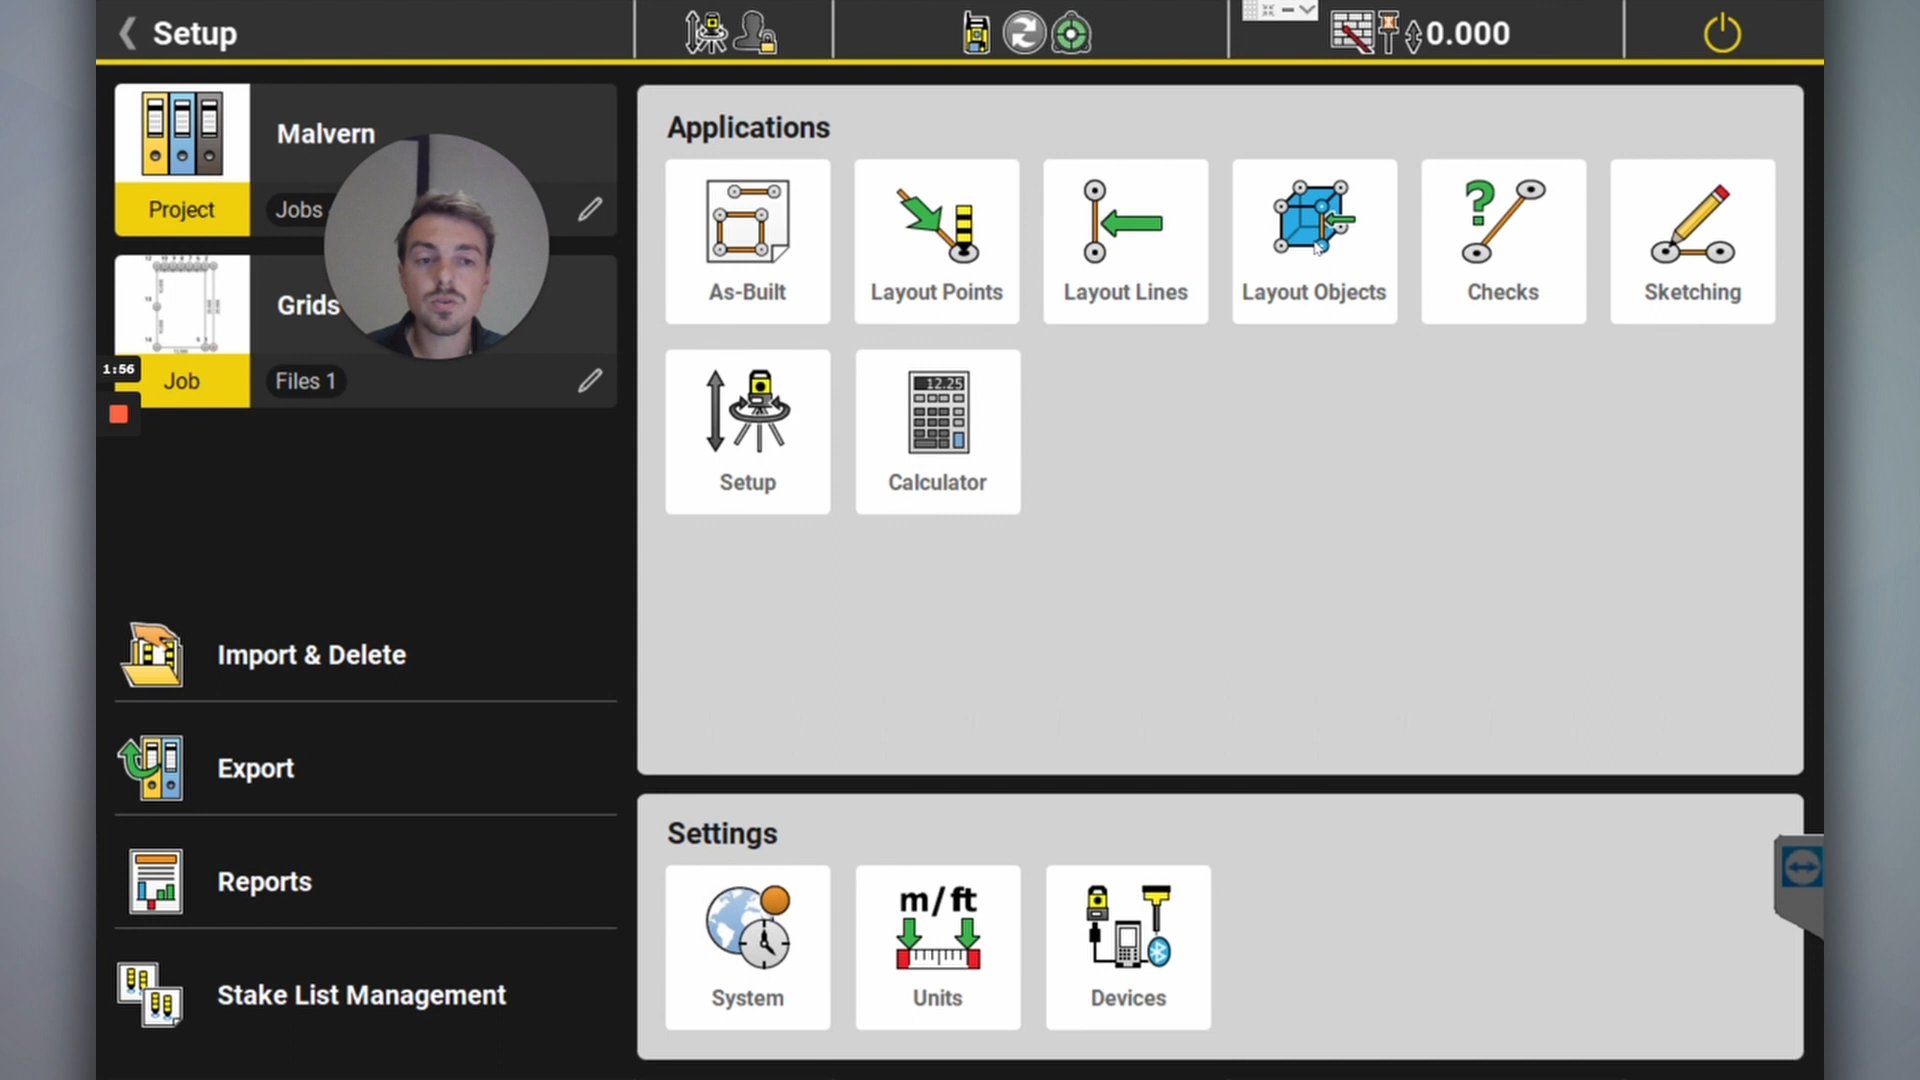 Setup
0.000
Malvern
Project
Jobs
Grids
1:56
Job
Files 1
Import & Delete
Export
Reports
Stake List Management
Applications
As-Built
Layout Points
Layout Lines
Layout Objects
?
Checks
Sketching
Setup
12.25
Calculator
Settings
System
m/ft
Units
Devices